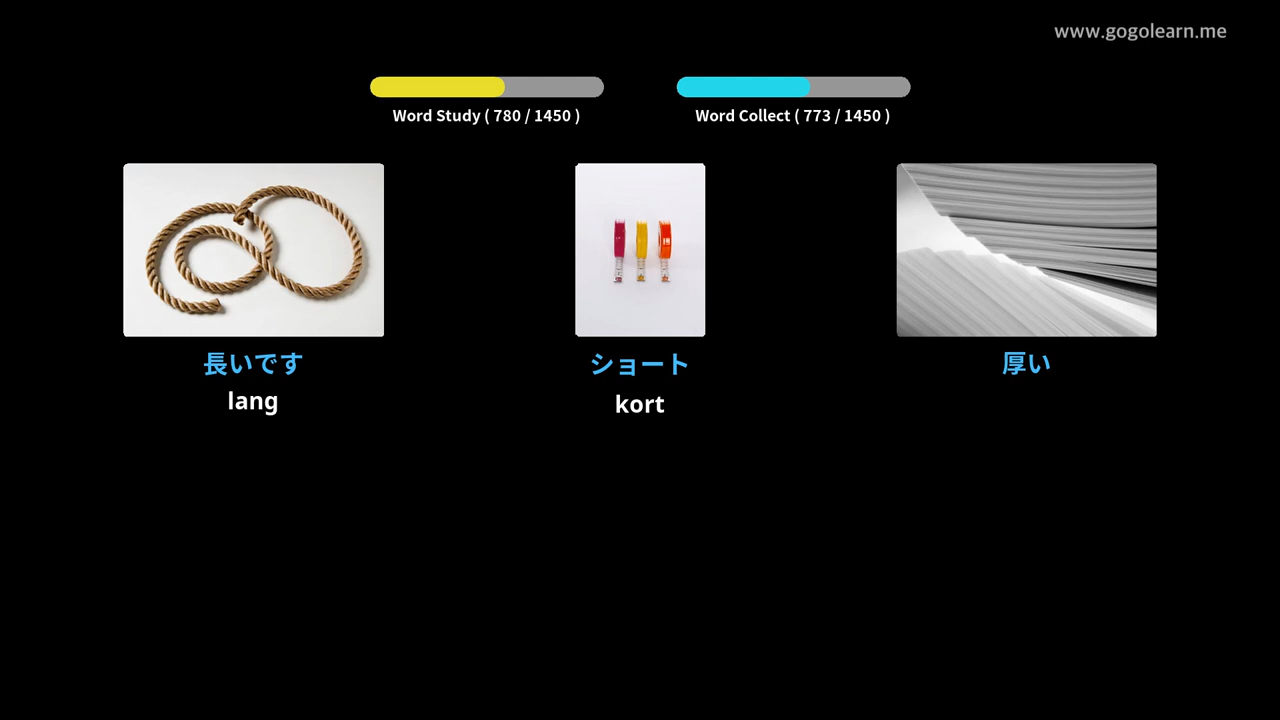 www.gogolearn.me
Word Study ( 780 / 1450 )
Word Collect ( 773 / 1450 )
長いです
ショート
厚い
lang
kort